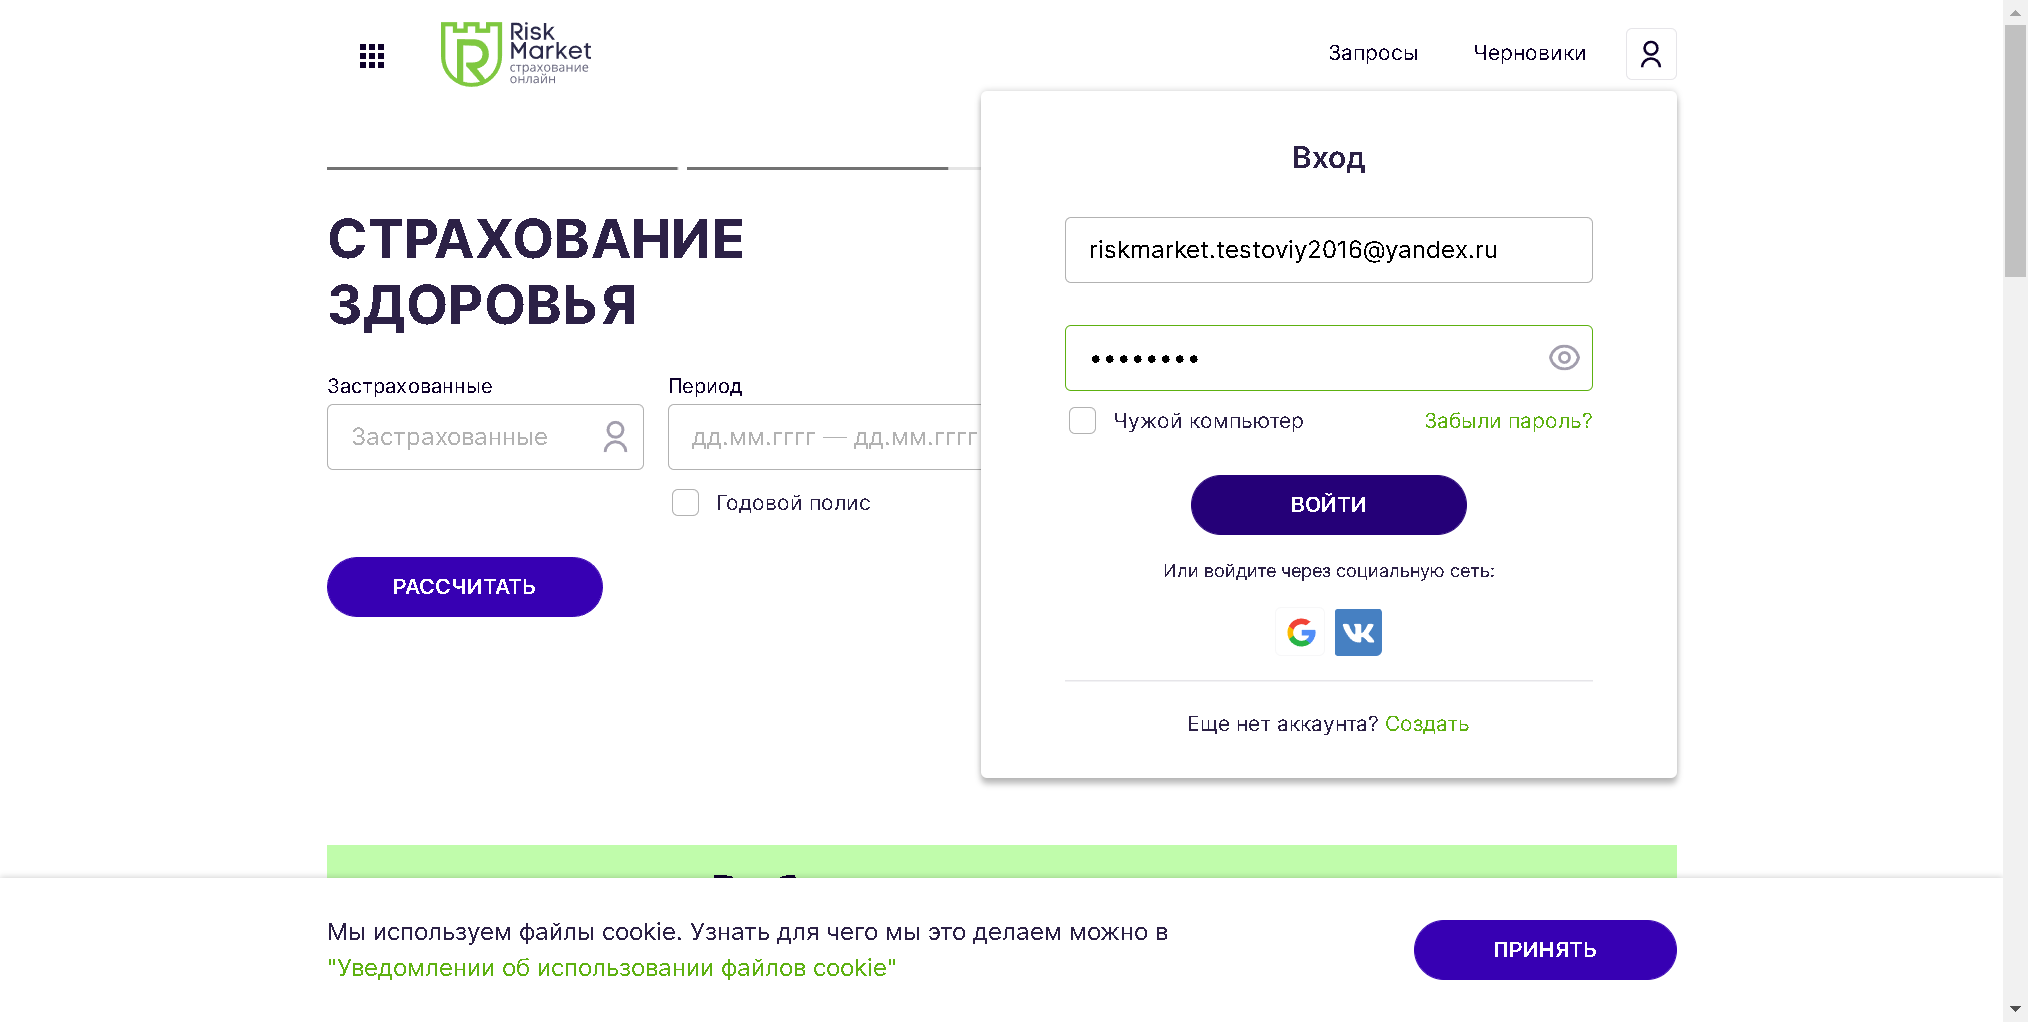 Risk
Market
страхование
онлайн
Запросы
Черновики
Вход
riskmarket.testoviy2016@yandex.ru
Чужой компьютер
Забыли пароль?
ВОЙТИ
Или войдите через социальную сеть:
Еще нет аккаунта? Создать
СТРАХОВАНИЕ
ЗДОРОВЬЯ
Застрахованные
Период
Застрахованные
дд.мм.гггг — дд.мм.гггг
Годовой полис
РАССЧИТАТЬ
Мы используем файлы cookie. Узнать для чего мы это делаем можно в
"Уведомлении об использовании файлов cookie"
ПРИНЯТЬ